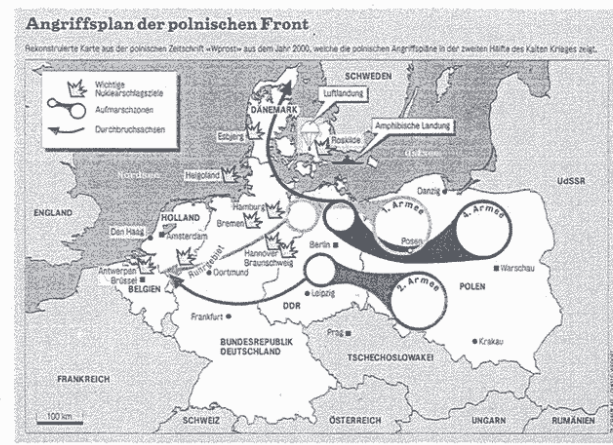 Angriffsplan der polnischen Front
Rekonstruierte Karte aus der polnischen Zeitschrift «Wprost» aus dem Jahr 2000, welche die polnischen Angriffspläne in der zweiten Hälfte des Kalten Krieges zeigt.
Wichtige
Nuklearschlagsziele
Aufmarschzonen
Durchbruchsachsen
SCHWEDEN
Luftlandung
DÄNEMARK
Amphibische Landung
Esbjerg
Roskilde
Ostsee
Nordsee
Helgoland
UdSSR
Danzig
ENGLAND
HOLLAND
Hamburg
Bremen
1. Armee
4. Armee
Den Haag
Amsterdam
Berlin
Posen
Hannover
Braunschweig
Warschau
Ruhrgebiet
Antwerpen
Brüssel
Dortmund
BELGIEN
Leipzig
2. Armee
POLEN
DDR
Frankfurt
Prag
Krakau
BUNDESREPUBLIK
DEUTSCHLAND
TSCHECHOSLOWAKEI
FRANKREICH
100 km
SCHWEIZ
ÖSTERREICH
UNGARN
RUMÄNIEN